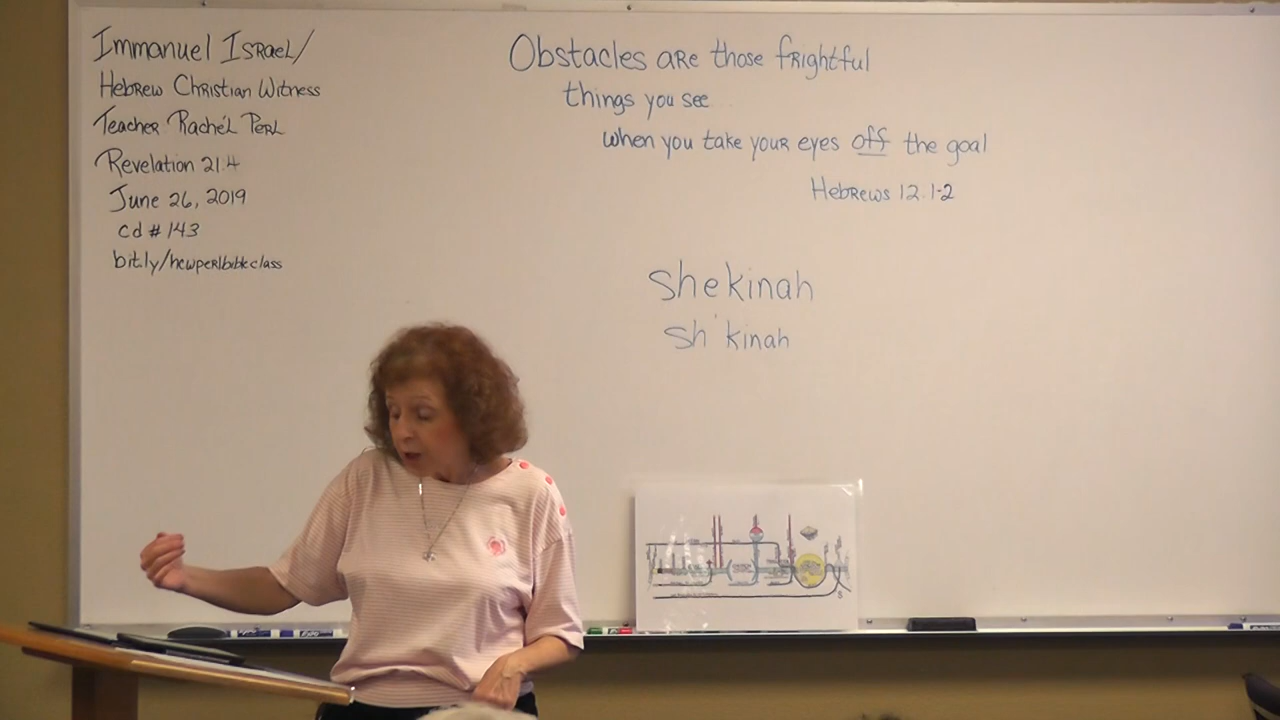 Immanuel Israel/
Hebrew Christian Witness
Teacher Rachél Perl
Revelation 21.4
June 26, 2019
cd # 143
bit.ly/newperlbibleclass
Obstacles are those frightful
things you see
when you take your eyes off the goal
Hebrews 12.1-2
shekinah
sh'kinah
EXPO